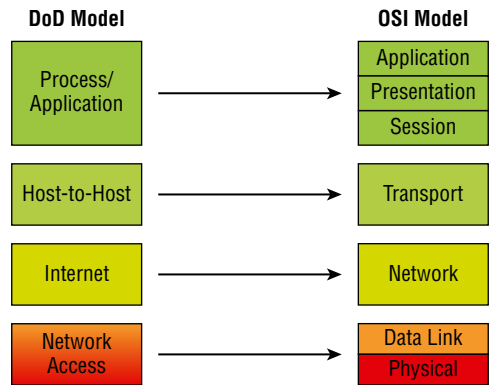 DoD Model
OSI Model
Process/
Application
Application
Presentation
Session
Host-to-Host
Transport
Internet
Network
Network
Access
Data Link
Physical